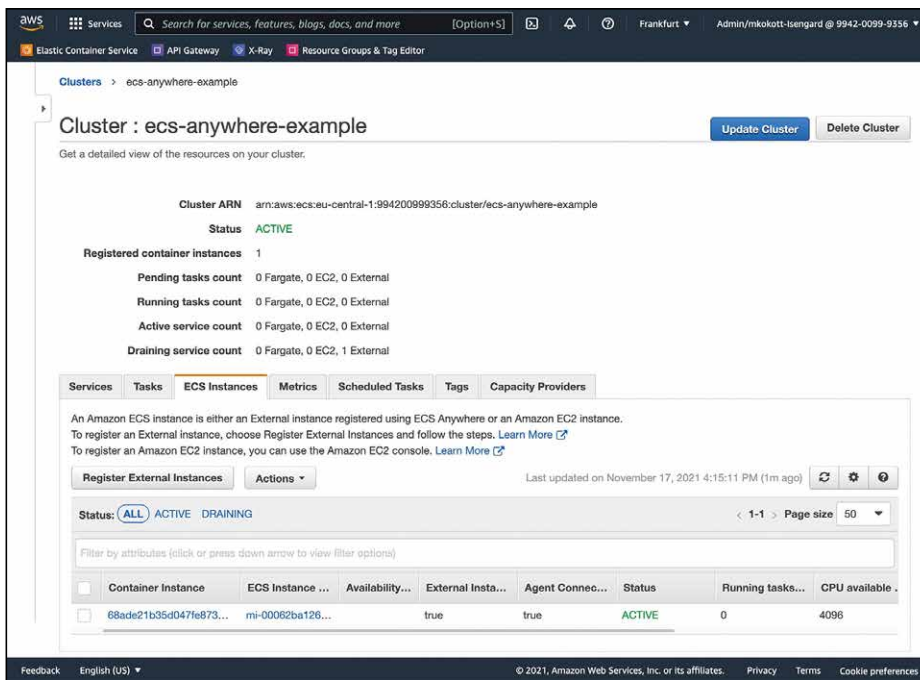 aws Services Search for services, features, blogs, docs, and more [Option+S] Frankfurt ▼ Admin/mkokott-Isengard @ 9942-0099-9356 ▼
Elastic Container Service API Gateway X-Ray Resource Groups & Tag Editor
Clusters > ecs-anywhere-example
Cluster : ecs-anywhere-example
Update Cluster Delete Cluster
Get a detailed view of the resources on your cluster.
Cluster ARN arn:aws:ecs:eu-central-1:994200999356:cluster/ecs-anywhere-example
Status ACTIVE
Registered container instances 1
Pending tasks count 0 Fargate, 0 EC2, 0 External
Running tasks count 0 Fargate, 0 EC2, 0 External
Active service count 0 Fargate, 0 EC2, 0 External
Draining service count 0 Fargate, 0 EC2, 1 External
Services Tasks ECS Instances Metrics Scheduled Tasks Tags Capacity Providers
An Amazon ECS instance is either an External instance registered using ECS Anywhere or an Amazon EC2 instance.
To register an External instance, choose Register External Instances and follow the steps. Learn More
To register an Amazon EC2 instance, you can use the Amazon EC2 console. Learn More
Register External Instances Actions ▼ Last updated on November 17, 2021 4:15:11 PM (1m ago)
Status: ALL ACTIVE DRAINING < 1-1 > Page size 50 ▼
Filter by attributes (click or press down arrow to view filter options)
Container Instance ECS Instance ... Availability... External Insta... Agent Connec... Status Running tasks... CPU available .
68ade21b35d047fe873... mi-00062ba126... true true ACTIVE 0 4096
Feedback English (US) ▼ © 2021, Amazon Web Services, Inc. or its affiliates. Privacy Terms Cookie preferences